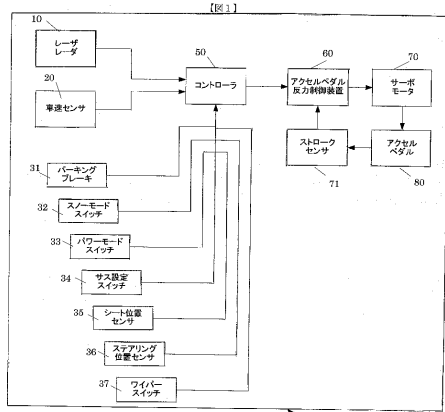 【図1】
10
レーザ
レーダ
20
車速センサ
50
コントローラ
60
アクセルペダル
反力制御装置
70
サーボ
モータ
ストローク
センサ
71
アクセル
ペダル
80
31
パーキング
ブレーキ
32
スノーモード
スイッチ
33
パワーモード
スイッチ
34
サス設定
スイッチ
35
シート位置
センサ
36
ステアリング
位置センサ
37
ワイパー
スイッチ